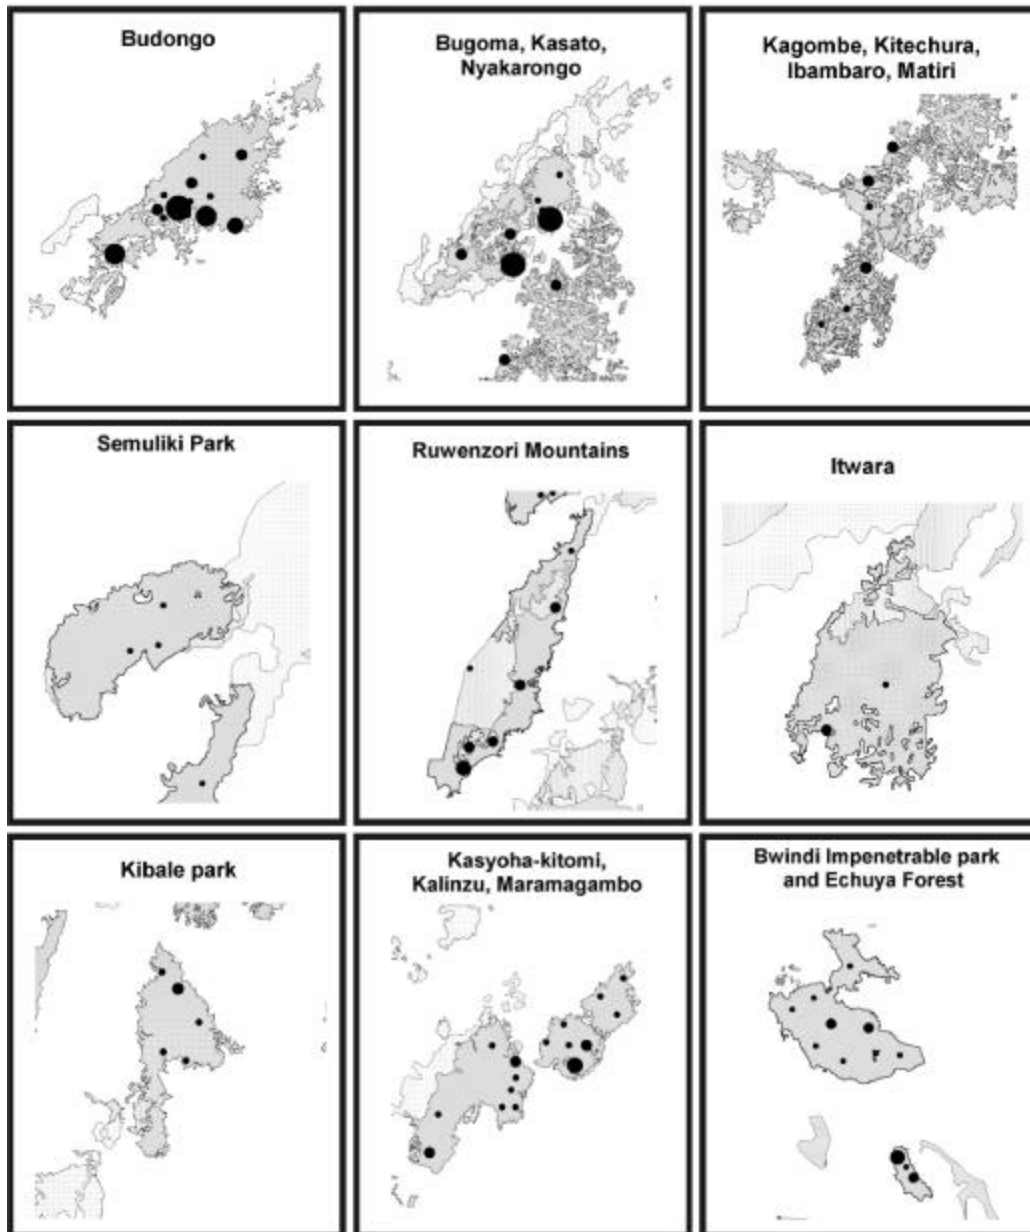 Budongo
Bugoma, Kasato,
Nyakarongo
Kagombe, Kitechura,
Ibambaro, Matiri
Semuliki Park
Ruwenzori Mountains
Itwara
Kibale park
Kasyoha-kitomi,
Kalinzu, Maramagambo
Bwindi Impenetrable park
and Echuya Forest